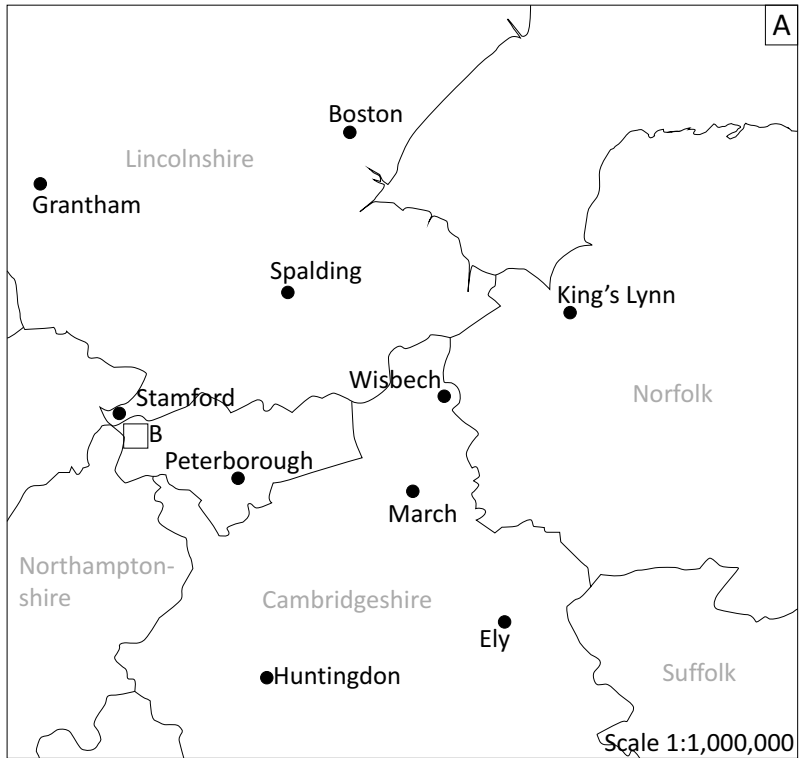 A
Boston
Lincolnshire
Grantham
Spalding
King’s Lynn
Wisbech
Norfolk
Stamford
B
Peterborough
March
Northampton-
shire
Cambridgeshire
Ely
Suffolk
Huntingdon
Scale 1:1,000,000